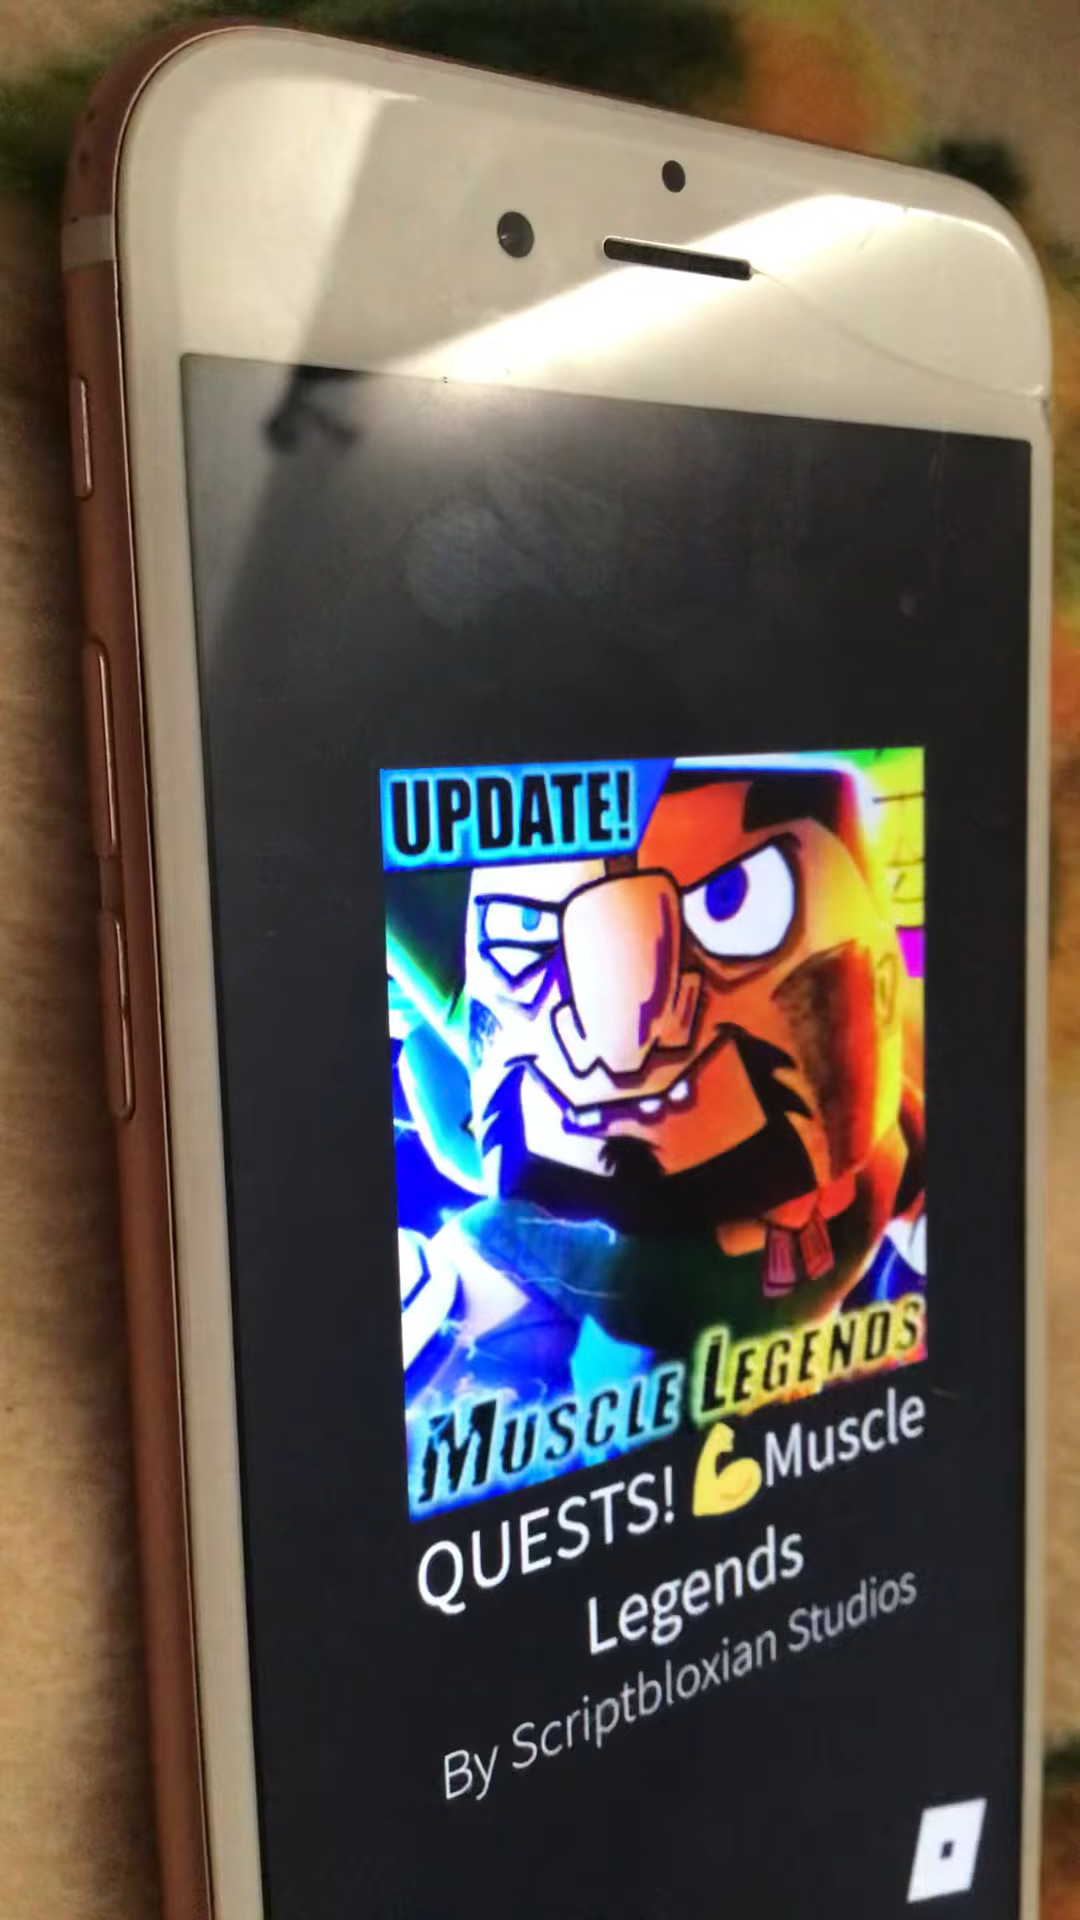 UPDATE!
MUSCLE LEGENDS
QUESTS! 💪Muscle
Legends
By Scriptbloxian Studios